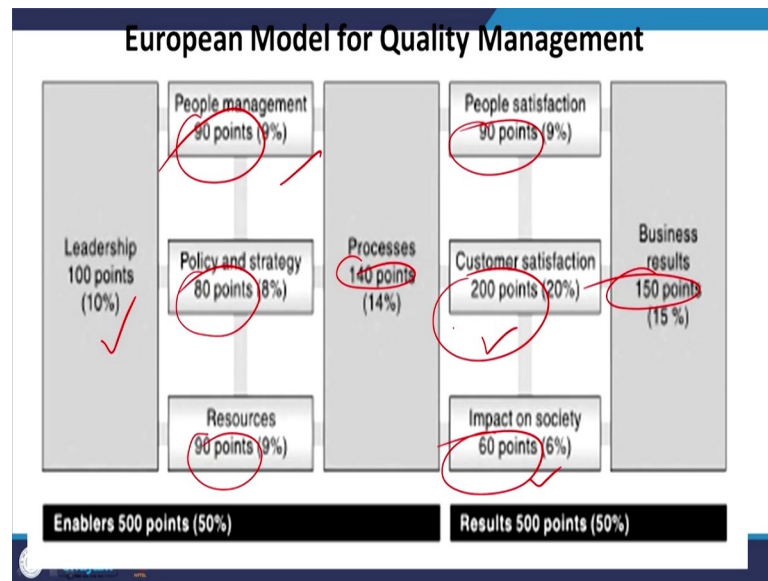 European Model for Quality Management
Leadership
100 points
(10%)
People management
90 points (9%)
Policy and strategy
80 points (8%)
Resources
90 points (9%)
Processes
140 points
(14%)
People satisfaction
90 points (9%)
Customer satisfaction
200 points (20%)
Impact on society
60 points (6%)
Business
results
150 points
(15 %)
Enablers 500 points (50%)
Results 500 points (50%)